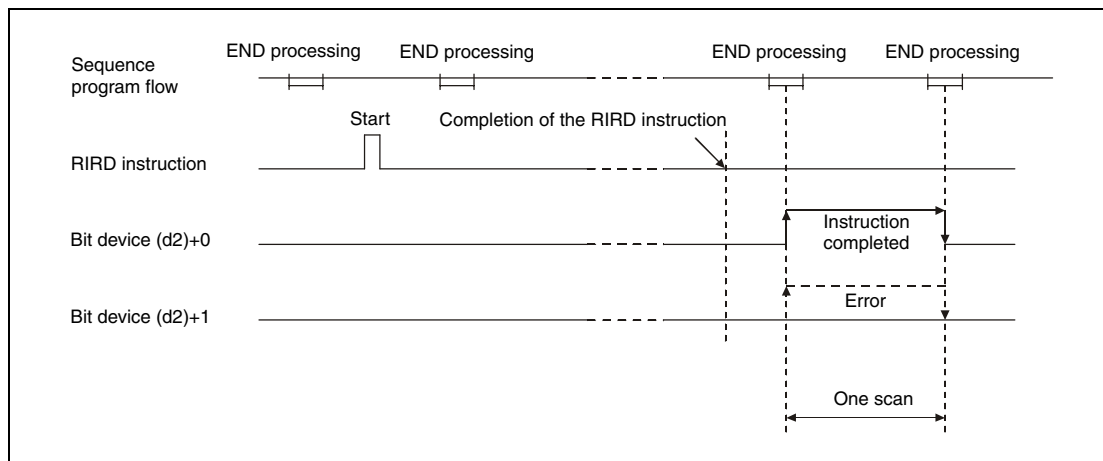 END processing
END processing
END processing
END processing
Sequence
program flow
Start
Completion of the RIRD instruction
RIRD instruction
Bit device (d2)+0
Instruction
completed
Error
Bit device (d2)+1
One scan